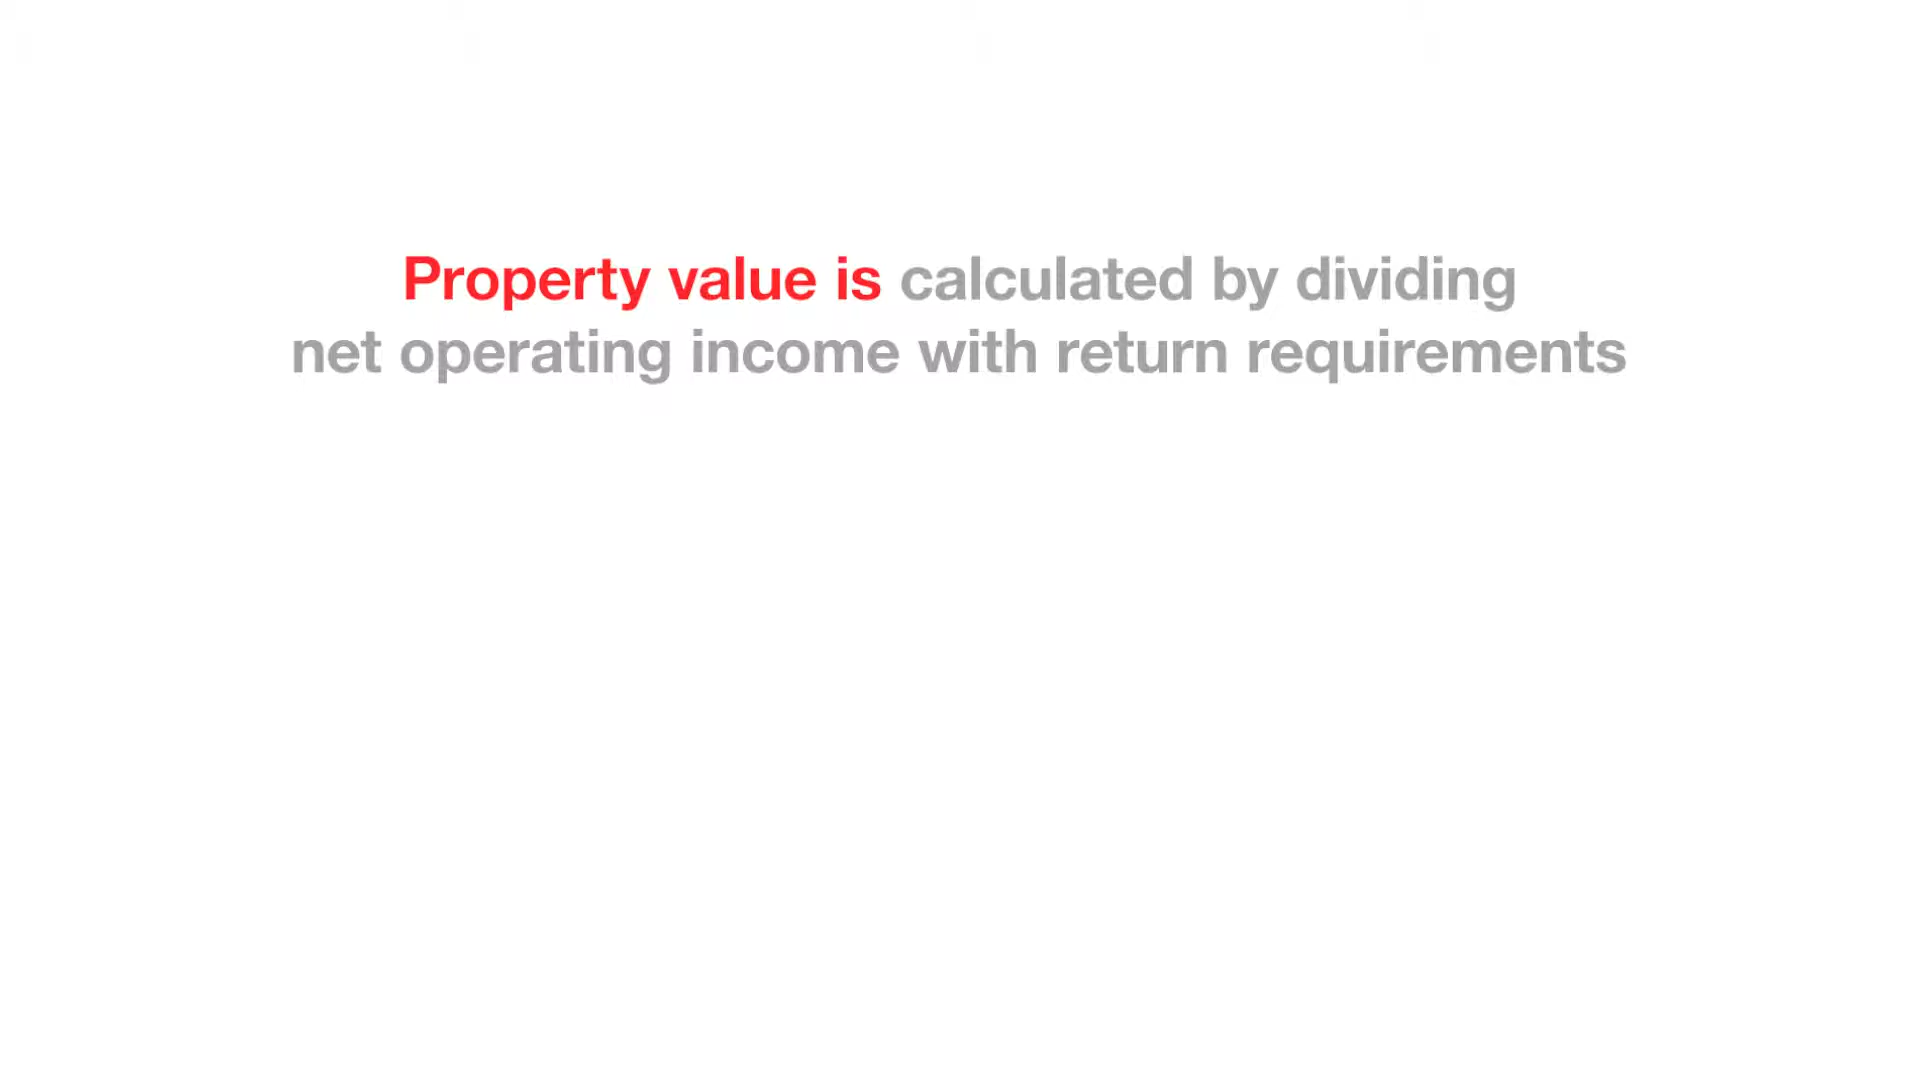 Property value is calculated by dividing
net operating income with return requirements